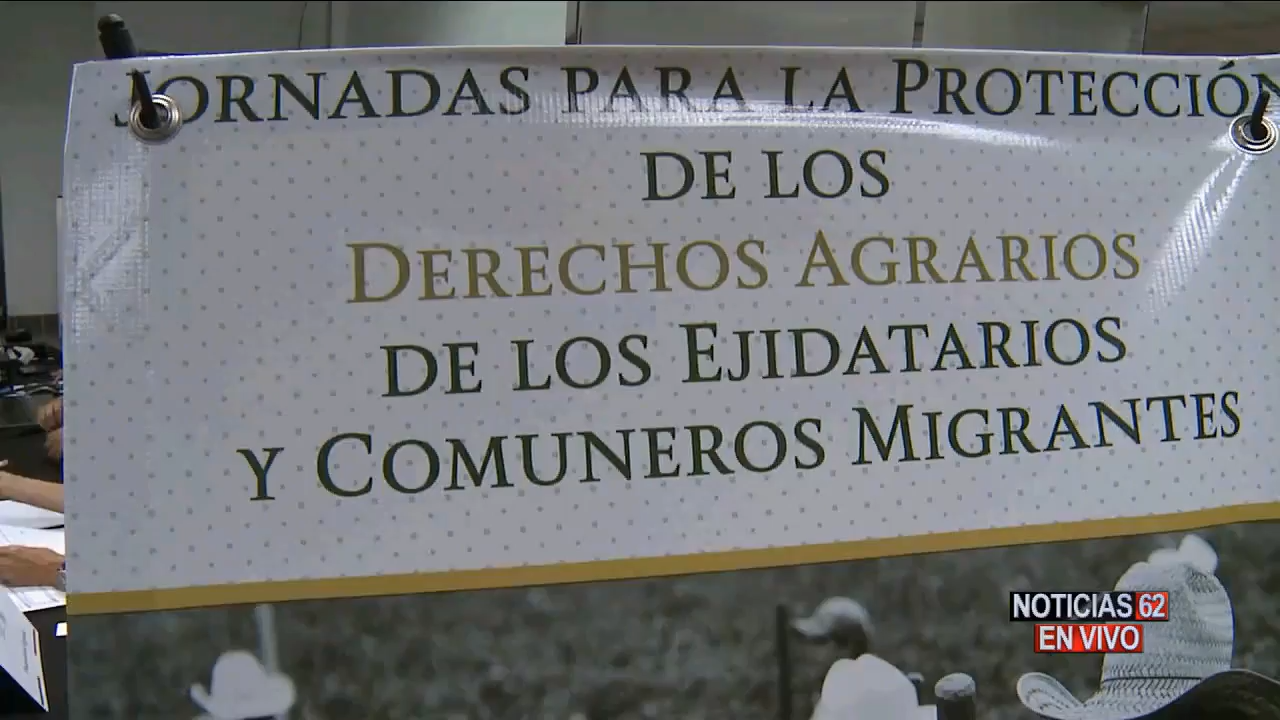 JORNADAS PARA LA PROTECCIÓN
DE LOS
DERECHOS AGRARIOS
DE LOS EJIDATARIOS
Y COMUNEROS MIGRANTES
NOTICIAS 62
EN VIVO